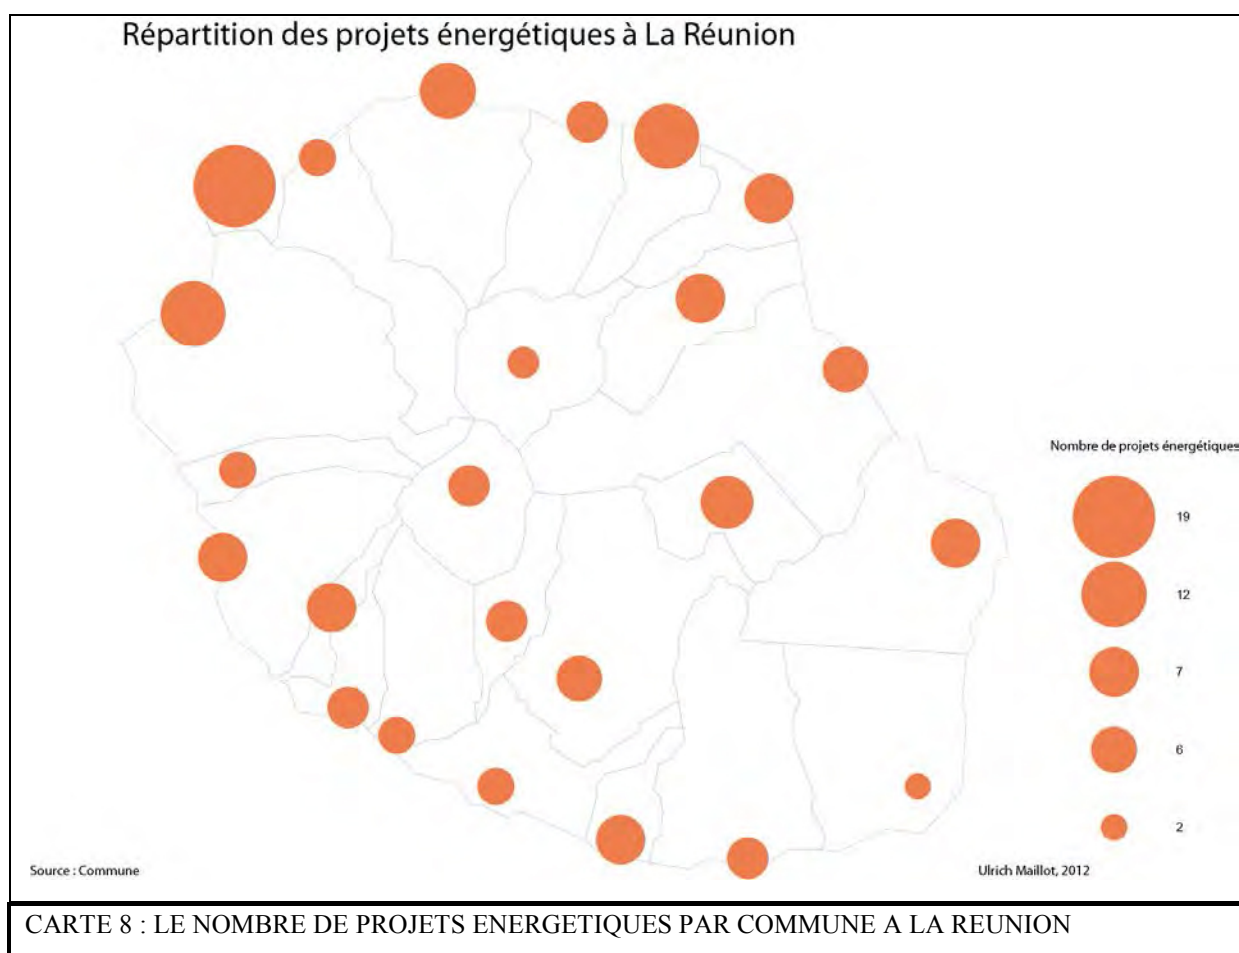 Répartition des projets énergétiques à La Réunion
Nombre de projets énergétiques
19
12
7
6
2
Source : Commune
Ulrich Maillot, 2012
CARTE 8 : LE NOMBRE DE PROJETS ENERGETIQUES PAR COMMUNE A LA REUNION